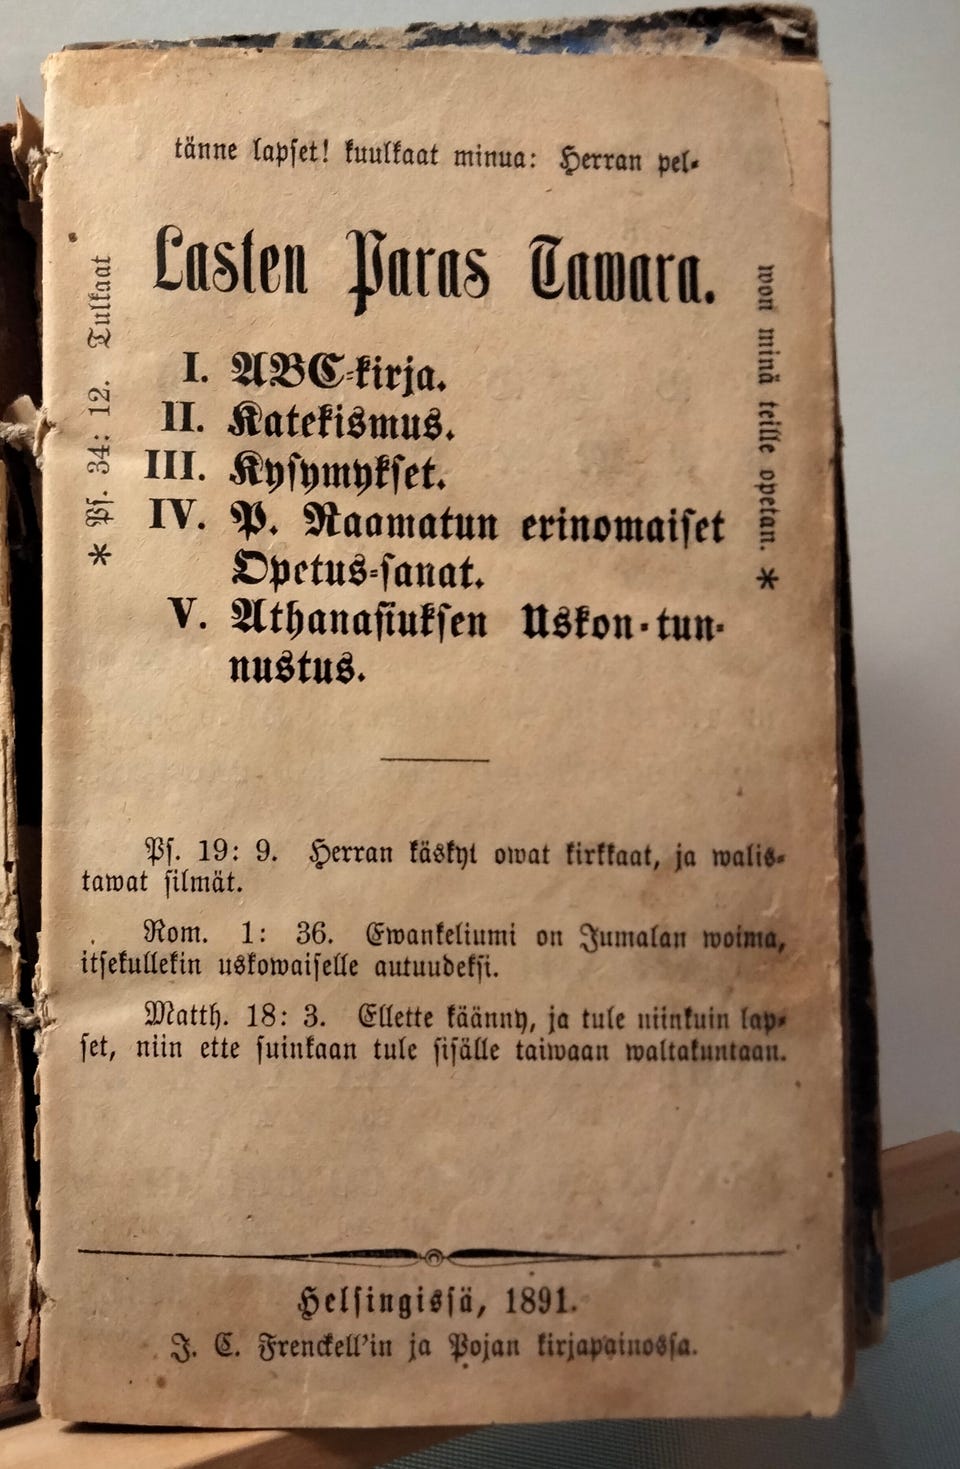 * Ps. 34: 12. Tulkaat
tänne lapset! kuulkaat minua: Herran pel-
won minä teille opetan. *
Lasten Paras Tawara.
I. ABC-kirja.
II. Katekismus.
III. Kysymykset.
IV. P. Raamatun erinomaiset
Opetus-sanat.
V. Athanasiuksen Uskon-tun-
nustus.
Ps. 19: 9. Herran käskyt owat kirkkaat, ja walis-
tawat silmät.
Rom. 1: 36. Ewankeliumi on Jumalan woima,
itsekullekin uskowaiselle autuudeksi.
Matth. 18: 3. Ellette käänny, ja tule niinkuin lap-
set, niin ette suinkaan tule sisälle taiwaan waltakuntaan.
Helsingissä, 1891.
J. C. Frenckell'in ja Pojan kirjapainossa.